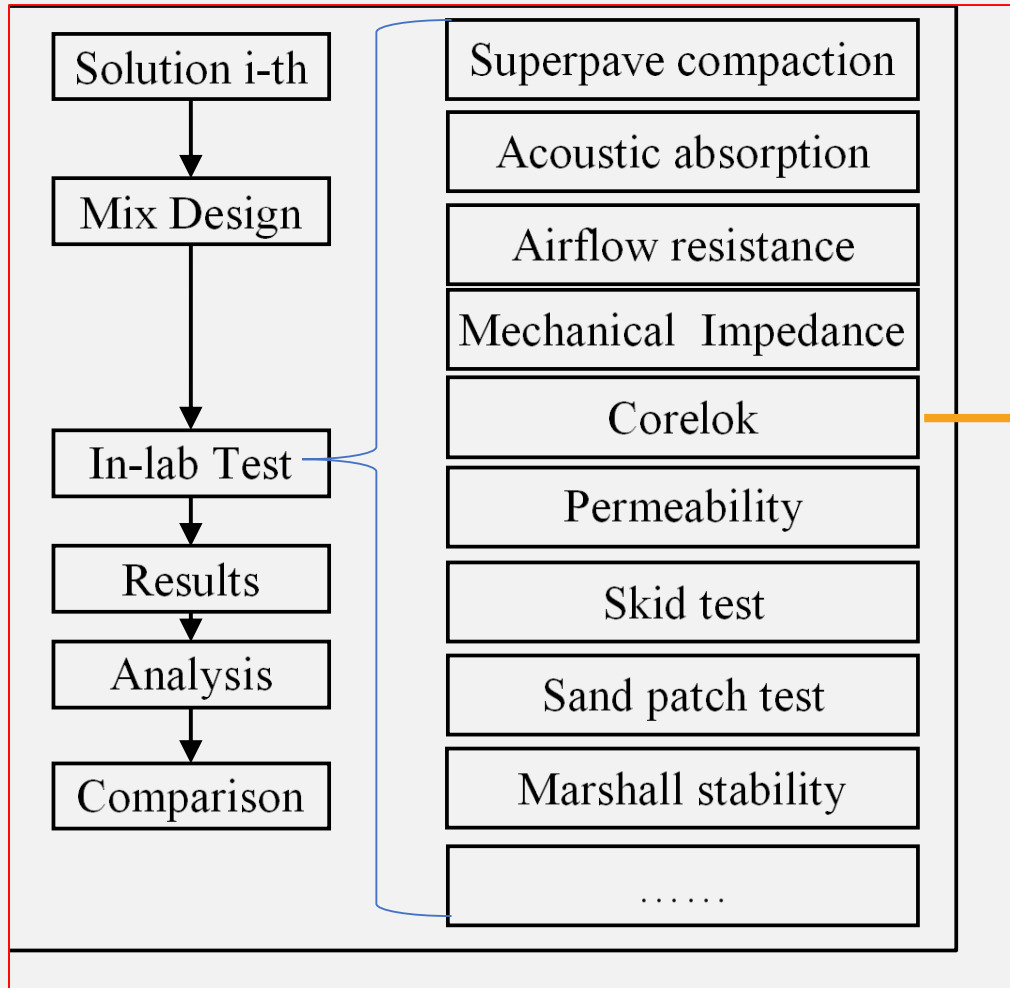 Solution i-th
Mix Design
In-lab Test
Results
Analysis
Comparison
Superpave compaction
Acoustic absorption
Airflow resistance
Mechanical  Impedance
Corelok
Permeability
Skid test
Sand patch test
Marshall stability
......